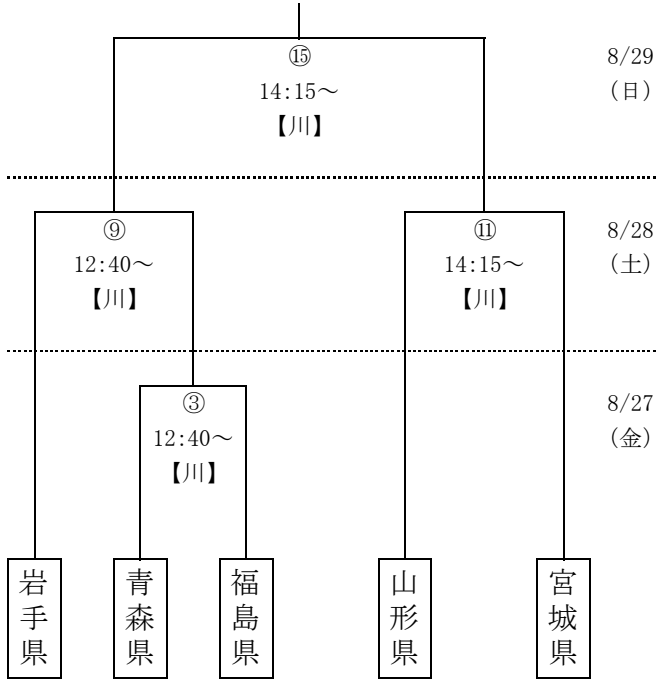 ⑮
8/29
14:15～
(日)
【川】
⑨
⑪
8/28
12:40～
14:15～
(土)
【川】
【川】
③
8/27
12:40～
(金)
【川】
岩手県
青森県
福島県
山形県
宮城県